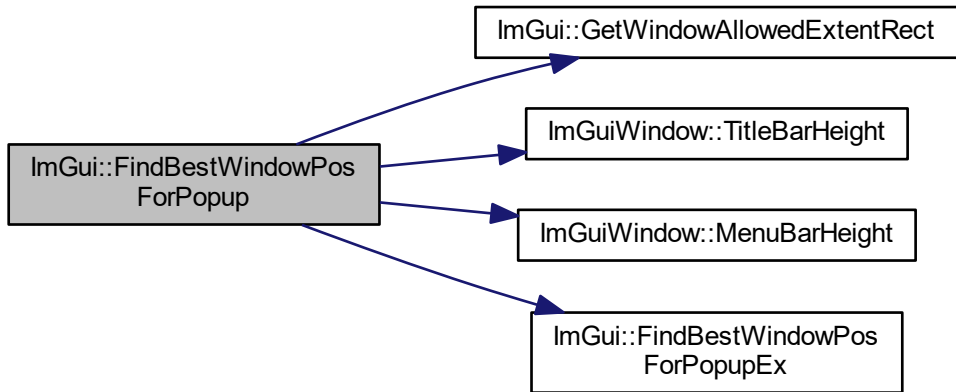 ImGui::GetWindowAllowedExtentRect
ImGuiWindow::TitleBarHeight
ImGui::FindBestWindowPos
ForPopup
ImGuiWindow::MenuBarHeight
ImGui::FindBestWindowPos
ForPopupEx